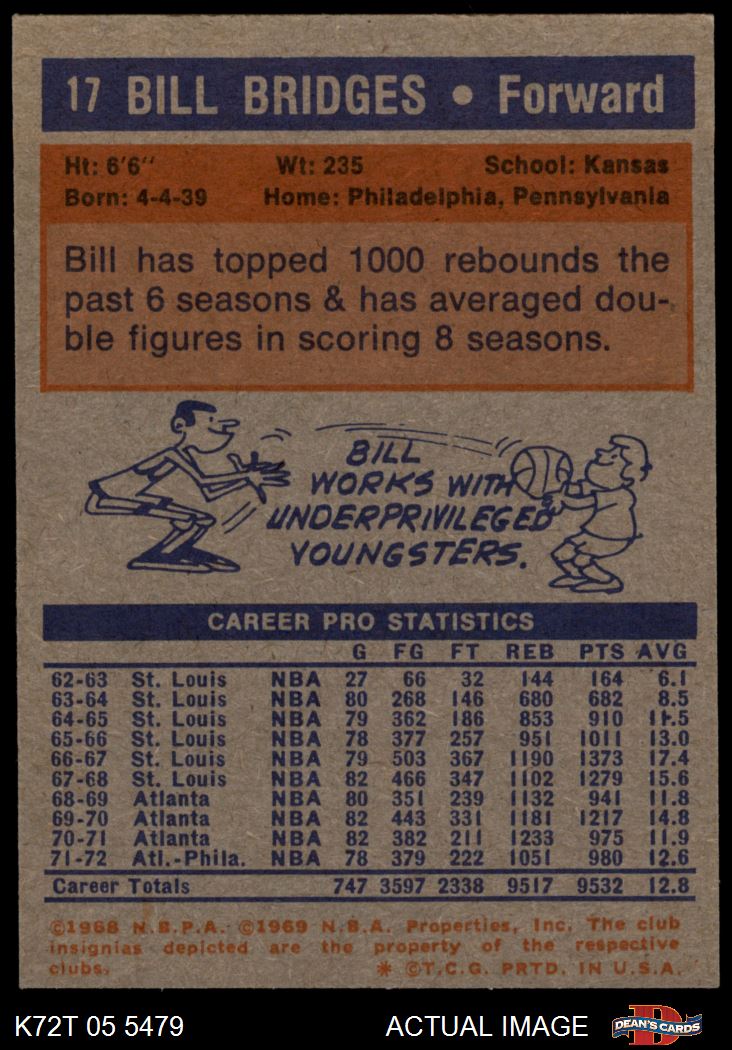 17 BILL BRIDGES • Forward
Ht: 6'6" Wt: 235 School: Kansas
Born: 4-4-39 Home: Philadelphia, Pennsylvania
Bill has topped 1000 rebounds the
past 6 seasons & has averaged dou-
ble figures in scoring 8 seasons.
BILL
WORKS WITH
UNDERPRIVILEGED
YOUNGSTERS.
CAREER PRO STATISTICS
G FG FT REB PTS AVG
62-63 St. Louis NBA 27 66 32 144 164 6.1
63-64 St. Louis NBA 80 268 146 680 682 8.5
64-65 St. Louis NBA 79 362 186 853 910 11.5
65-66 St. Louis NBA 78 377 257 951 1011 13.0
66-67 St. Louis NBA 79 503 367 1190 1373 17.4
67-68 St. Louis NBA 82 466 347 1102 1279 15.6
68-69 Atlanta NBA 80 351 239 1132 941 11.8
69-70 Atlanta NBA 82 443 331 1181 1217 14.8
70-71 Atlanta NBA 82 382 211 1233 975 11.9
71-72 Atl.-Phila. NBA 78 379 222 1051 980 12.6
Career Totals 747 3597 2338 9517 9532 12.8
©1968 N.B.P.A. ©1969 N.B.A. Properties, Inc. The club
insignias depicted are the property of the respective
clubs. * ©T.C.G. PRTD. IN U.S.A.
K72T 05 5479 ACTUAL IMAGE D DEAN'S CARDS